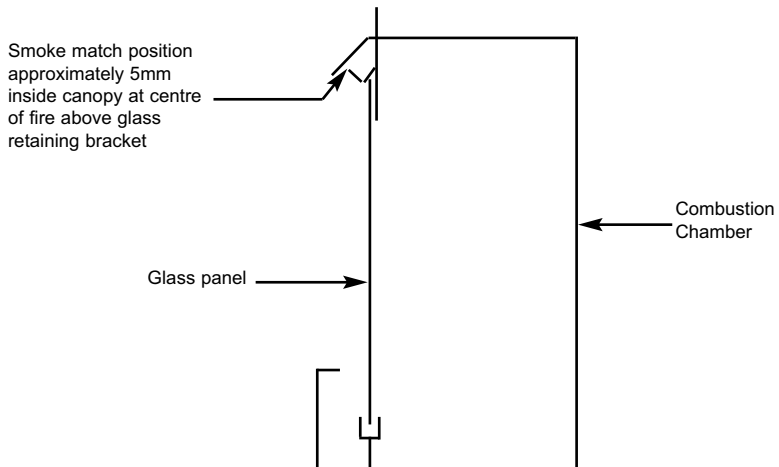 Smoke match position
approximately 5mm
inside canopy at centre
of fire above glass
retaining bracket
Combustion
Chamber
Glass panel